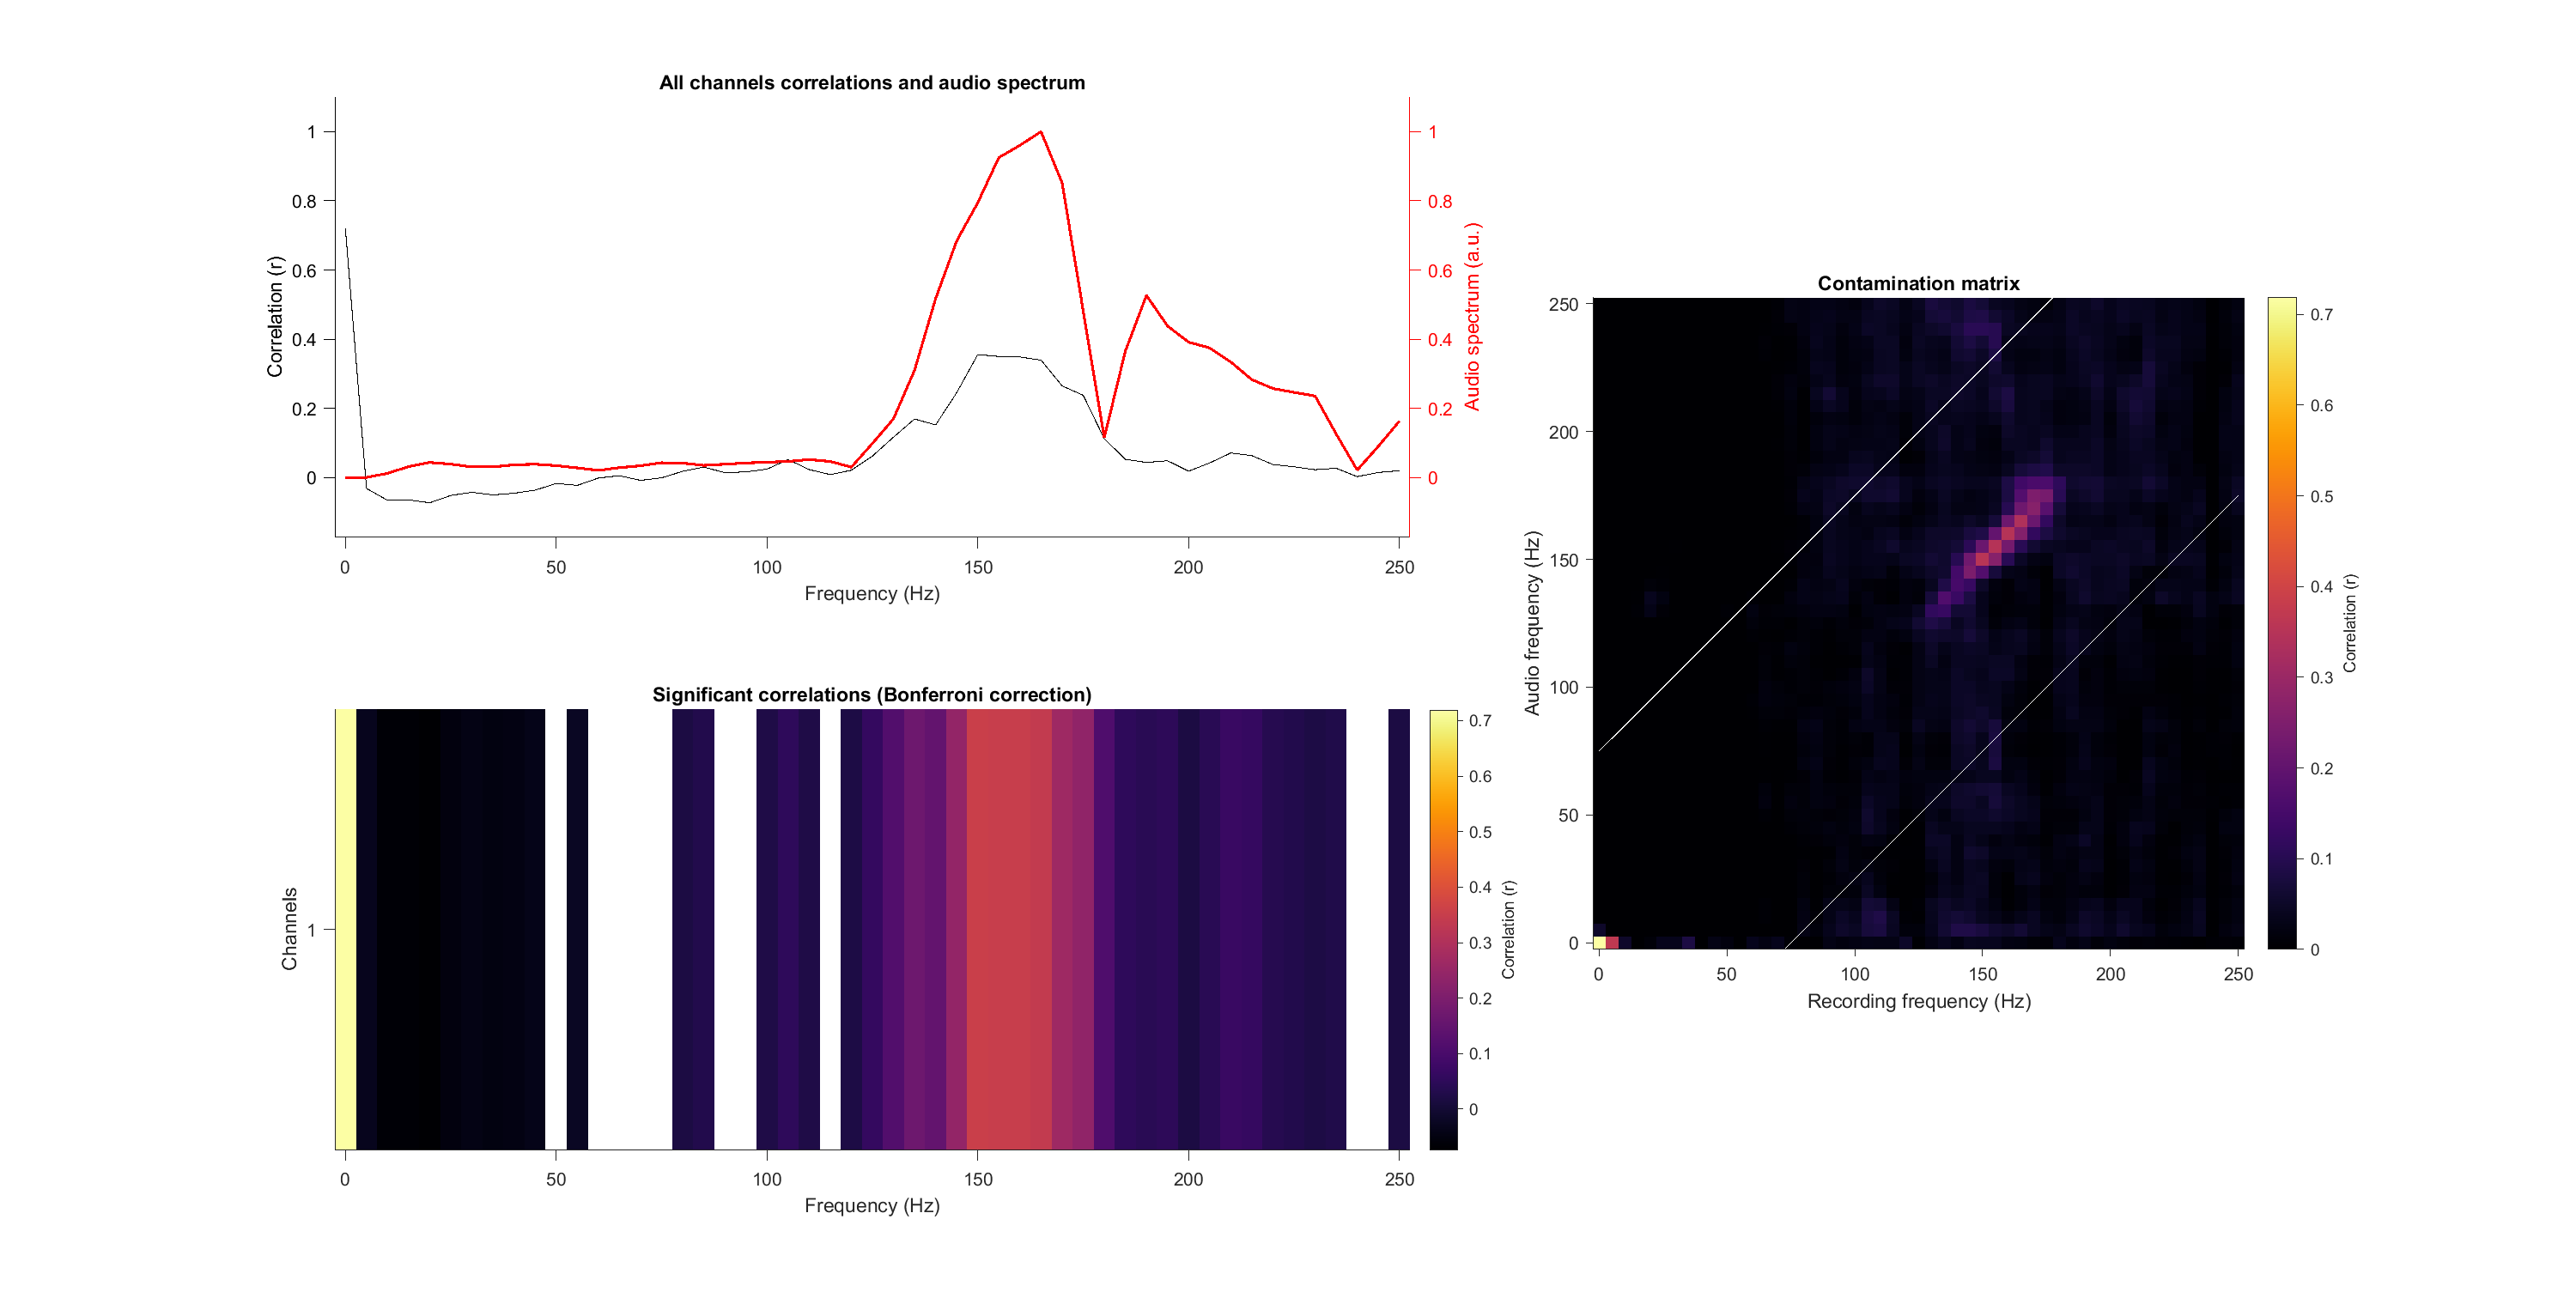 All channels correlations and audio spectrum
1
0.8
0.6
0.4
0.2
0
Correlation (r)
1
0.8
0.6
0.4
0.2
0
Audio spectrum (a.u.)
0 50 100 150 200 250
Frequency (Hz)
Significant correlations (Bonferroni correction)
Channels
1
0 50 100 150 200 250
Frequency (Hz)
0.7
0.6
0.5
0.4
0.3
0.2
0.1
0
Correlation (r)
Contamination matrix
250
200
150
100
50
0
Audio frequency (Hz)
0 50 100 150 200 250
Recording frequency (Hz)
0.7
0.6
0.5
0.4
0.3
0.2
0.1
0
Correlation (r)